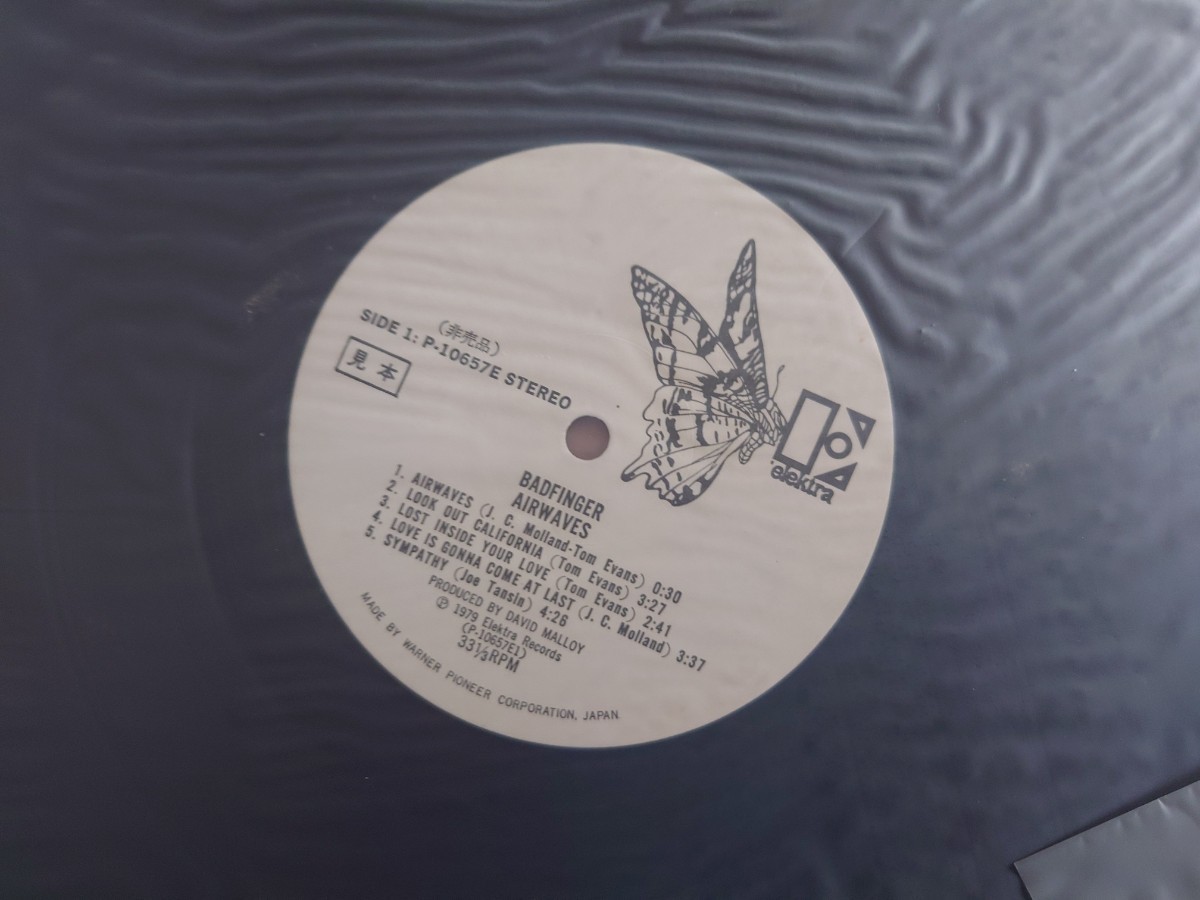 （非売品）
SIDE 1: P-10657E STEREO
見本
elektra
BADFINGER
AIRWAVES
1. AIRWAVES (J. C. Molland-Tom Evans) 0:30
2. LOOK OUT CALIFORNIA (Tom Evans) 3:27
3. LOST INSIDE YOUR LOVE (Tom Evans) 2:41
4. LOVE IS GONNA COME AT LAST (J. C. Molland) 3:37
5. SYMPATHY (Joe Tansin) 4:26
PRODUCED BY DAVID MALLOY
℗ 1979 Elektra Records
(P-10657E1)
33⅓RPM
MADE BY WARNER PIONEER CORPORATION, JAPAN.